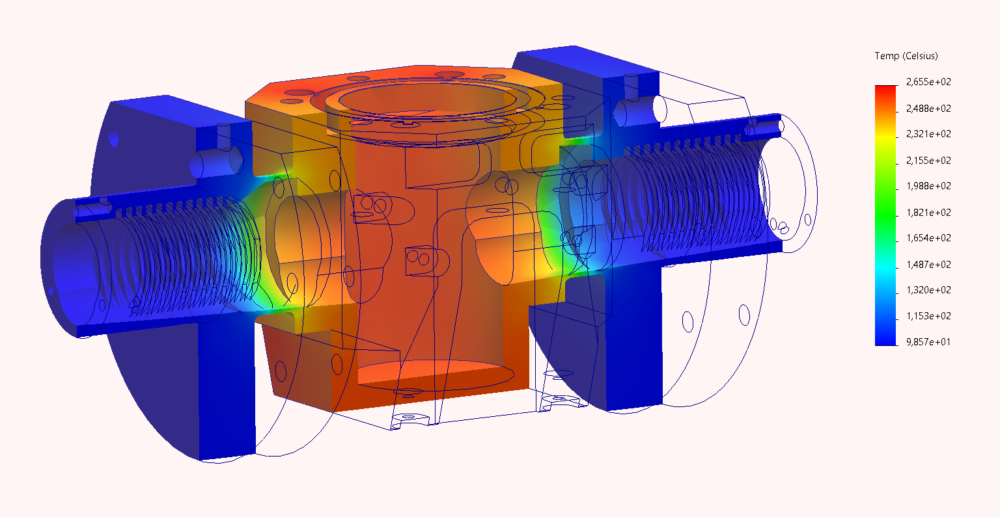 Temp (Celsius)
2,655e+02
2,488e+02
2,321e+02
2,155e+02
1,988e+02
1,821e+02
1,654e+02
1,487e+02
1,320e+02
1,153e+02
9,857e+01